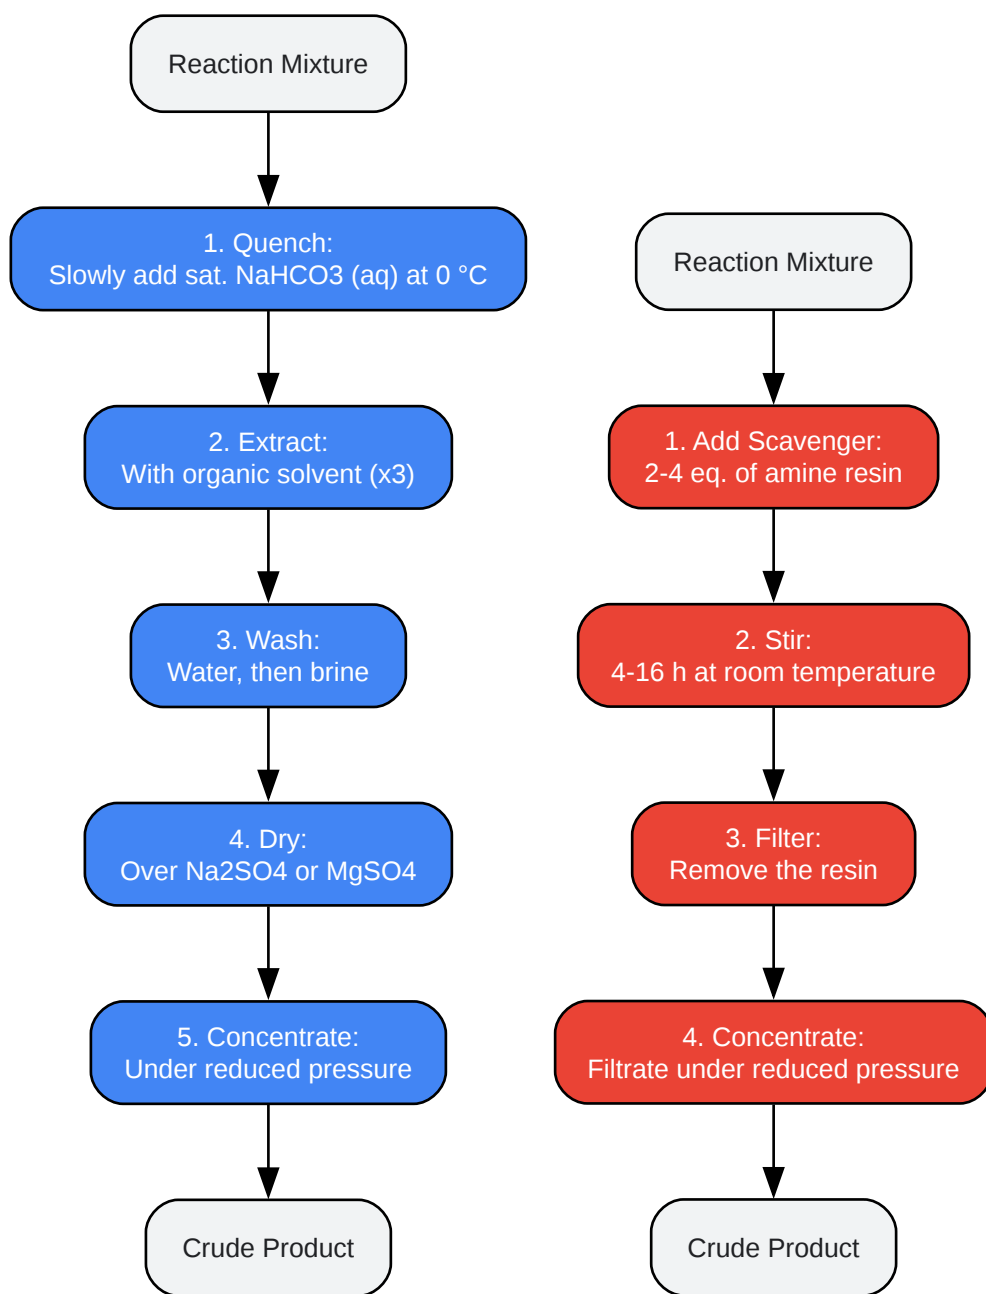 Reaction Mixture
1. Quench:
Slowly add sat. NaHCO3 (aq) at 0 °C
2. Extract:
With organic solvent (x3)
3. Wash:
Water, then brine
4. Dry:
Over Na2SO4 or MgSO4
5. Concentrate:
Under reduced pressure
Crude Product
Reaction Mixture
1. Add Scavenger:
2-4 eq. of amine resin
2. Stir:
4-16 h at room temperature
3. Filter:
Remove the resin
4. Concentrate:
Filtrate under reduced pressure
Crude Product